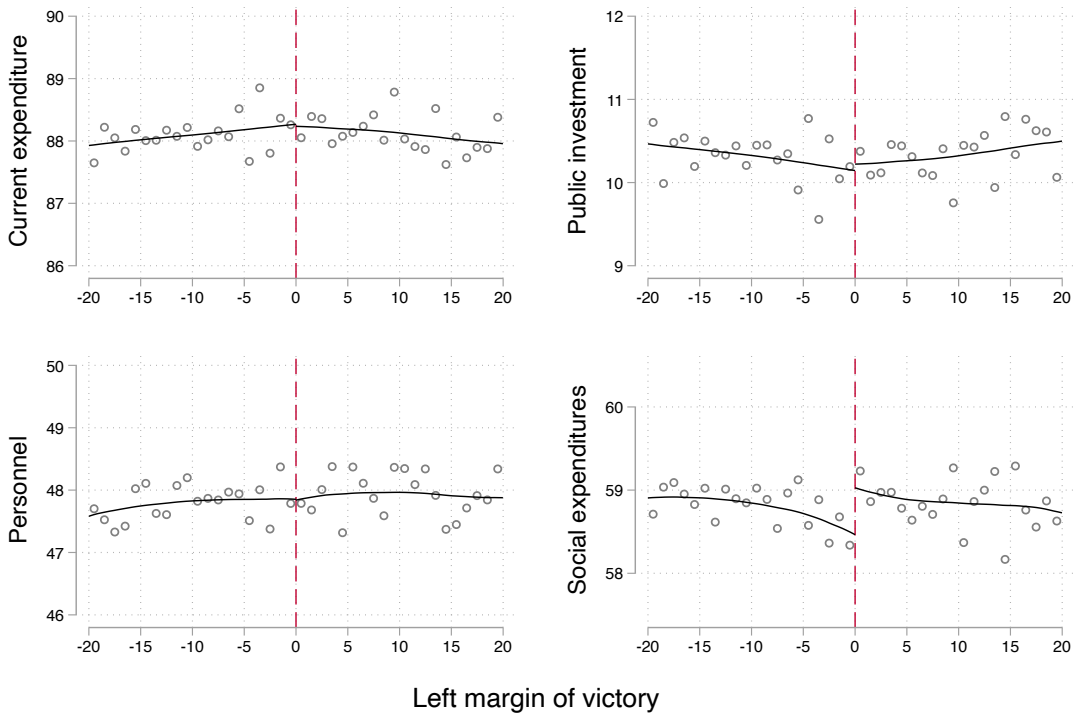 Current expenditure
90
89
88
87
86
-20 -15 -10 -5 0 5 10 15 20
Public investment
12
11
10
9
-20 -15 -10 -5 0 5 10 15 20
Personnel
50
49
48
47
46
-20 -15 -10 -5 0 5 10 15 20
Social expenditures
60
59
58
-20 -15 -10 -5 0 5 10 15 20
Left margin of victory